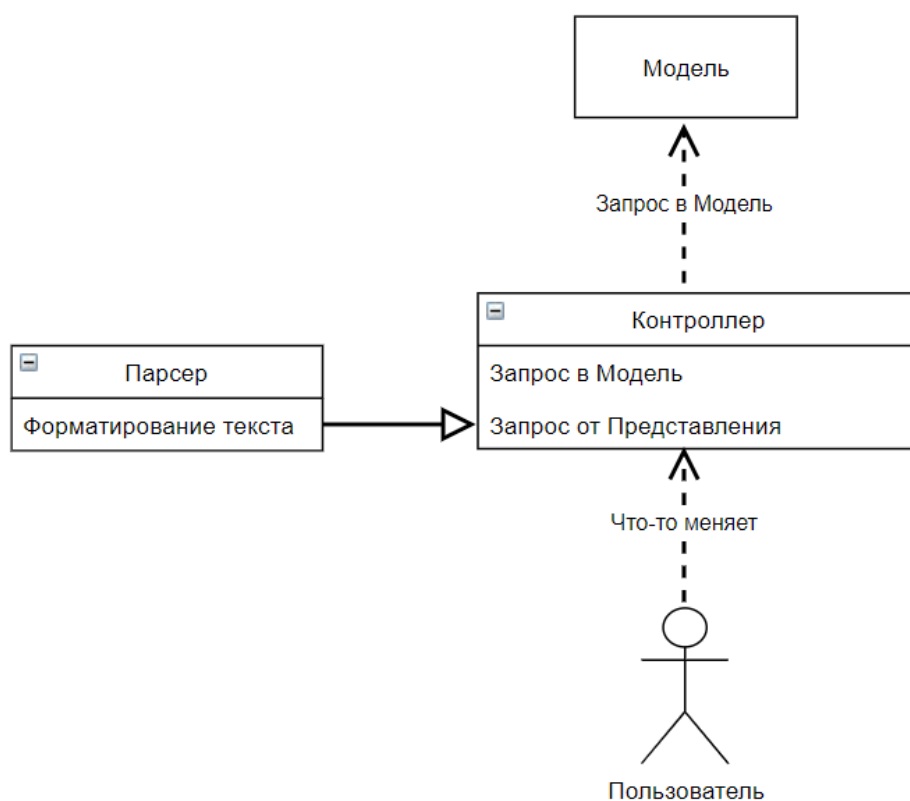 Модель
Запрос в Модель
Контроллер
Запрос в Модель
Запрос от Представления
Парсер
Форматирование текста
Что-то меняет
Пользователь